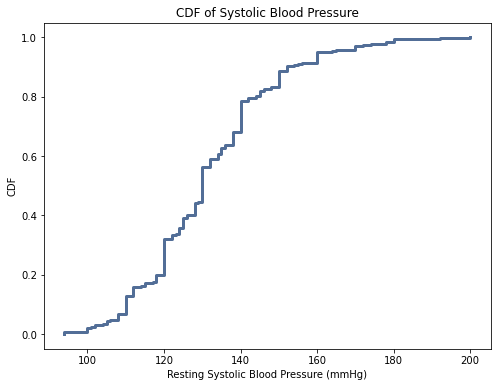 CDF of Systolic Blood Pressure
1.0
0.8
0.6
0.4
0.2
0.0
CDF
100 120 140 160 180 200
Resting Systolic Blood Pressure (mmHg)